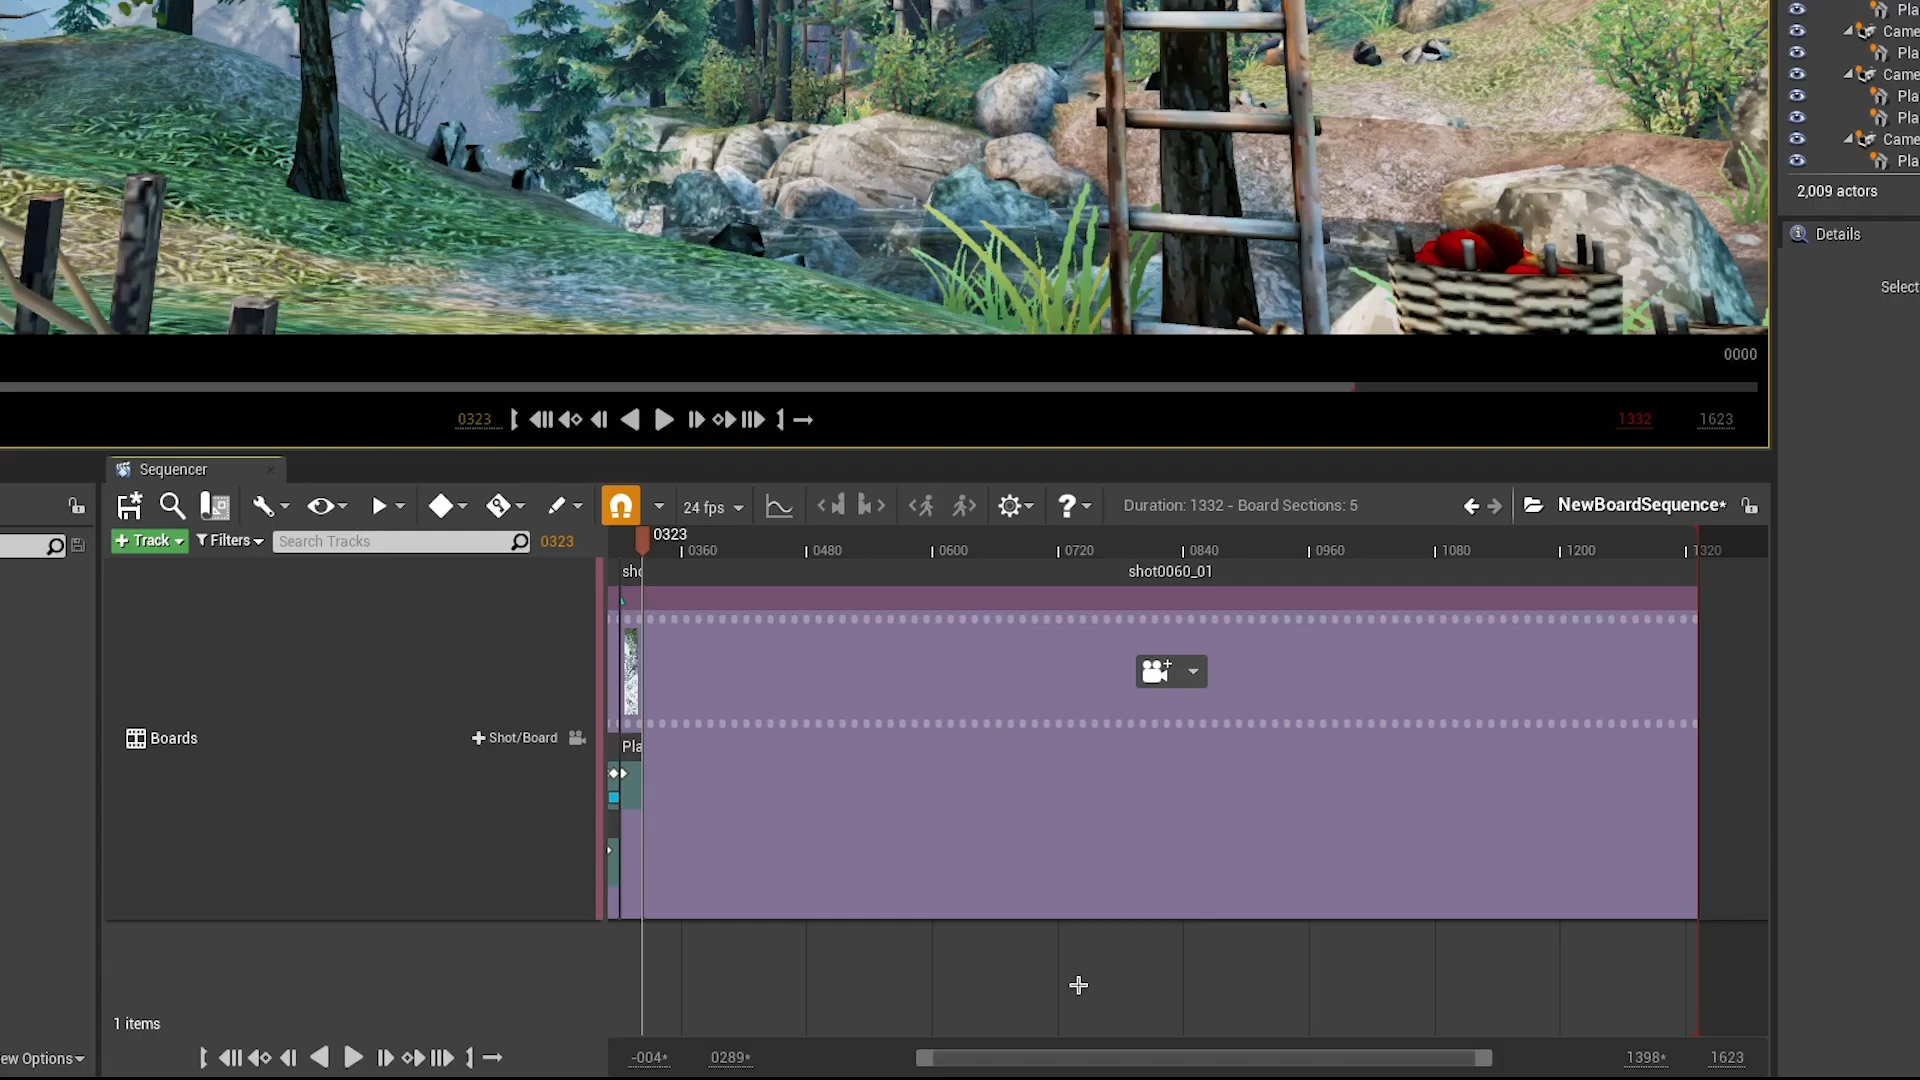 Pla
Came
Pla
Came
Pla
Pla
Came
Pla
2,009 actors
Details
Select
0000
0323
1332
1623
Sequencer
24 fps
Duration: 1332 - Board Sections: 5
NewBoardSequence*
+ Track
Filters
Search Tracks
0323
0323
0360
0480
0600
0720
0840
0960
1080
1200
1320
sho
shot0060_01
Boards
+ Shot/Board
Pla
1 items
ew Options
-004*
0289*
1398*
1623